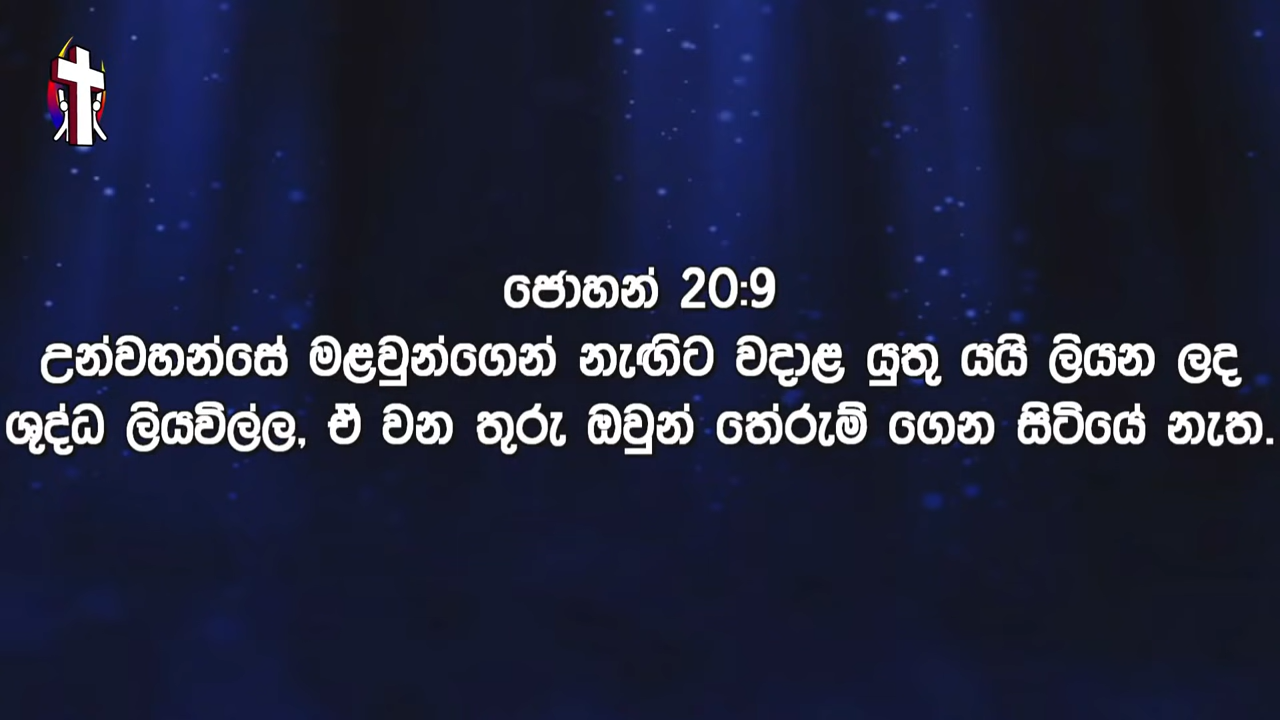 ජොහන් 20:9
උන්වහන්සේ මළවුන්ගෙන් නැඟිට වදාළ යුතු යයි ලියන ලද
ශුද්ධ ලියවිල්ල, ඒ වන තුරු ඔවුන් තේරුම් ගෙන සිටියේ නැත.